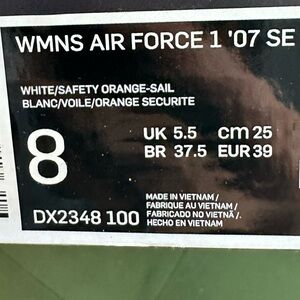 WMNS AIR FORCE 1 '07 SE
WHITE/SAFETY ORANGE-SAIL
BLANC/VOILE/ORANGE SECURITE
8
UK 5.5 cm 25
BR 37.5 EUR 39
DX2348 100
MADE IN VIETNAM /
FABRIQUE AU VIETNAM /
FABRICADO NO VIETNÃ /.
HECHO EN VIETNAM